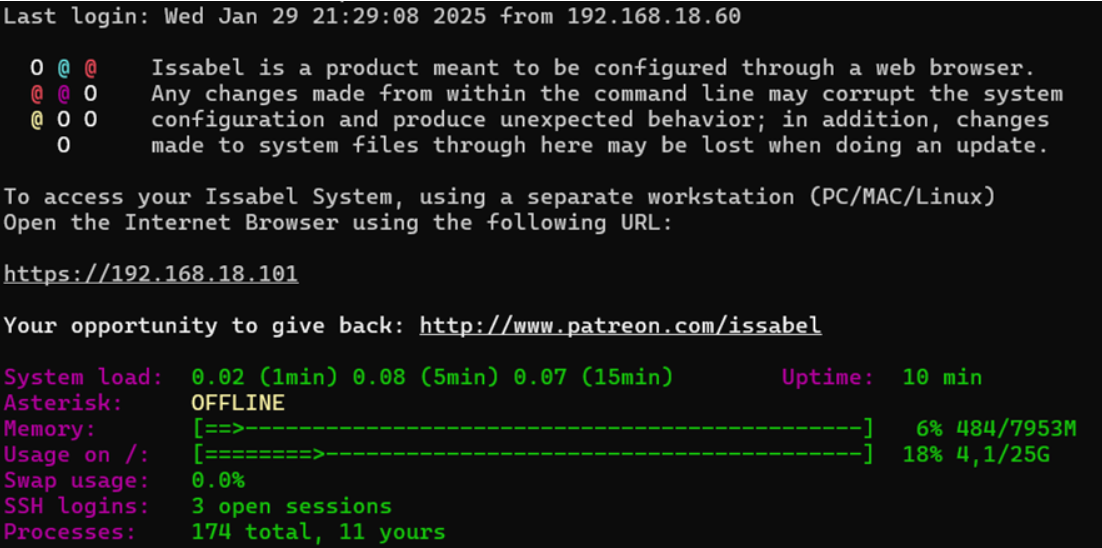 Last login: Wed Jan 29 21:29:08 2025 from 192.168.18.60
O @ @ Issabel is a product meant to be configured through a web browser.
@ @ O Any changes made from within the command line may corrupt the system
@ O O configuration and produce unexpected behavior; in addition, changes
O made to system files through here may be lost when doing an update.
To access your Issabel System, using a separate workstation (PC/MAC/Linux)
Open the Internet Browser using the following URL:
https://192.168.18.101
Your opportunity to give back: http://www.patreon.com/issabel
System load: 0.02 (1min) 0.08 (5min) 0.07 (15min) Uptime: 10 min
Asterisk: OFFLINE
Memory: [==>----------------------------------------------] 6% 484/7953M
Usage on /: [========>----------------------------------------] 18% 4,1/25G
Swap usage: 0.0%
SSH logins: 3 open sessions
Processes: 174 total, 11 yours